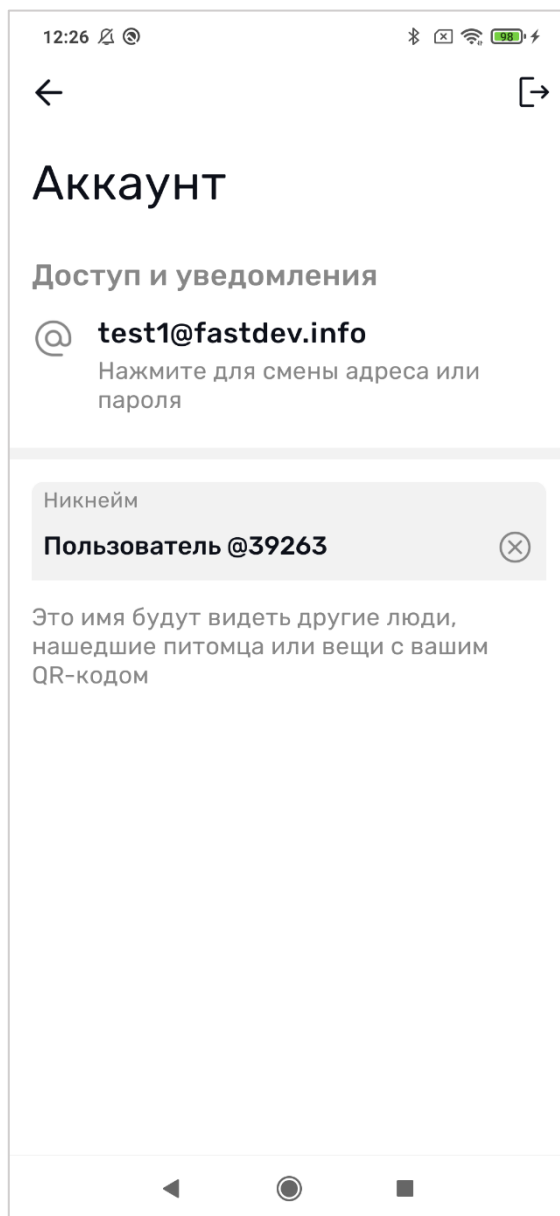 12:26
98
Аккаунт
Доступ и уведомления
test1@fastdev.info
Нажмите для смены адреса или
пароля
Никнейм
Пользователь @39263
Это имя будут видеть другие люди,
нашедшие питомца или вещи с вашим
QR-кодом